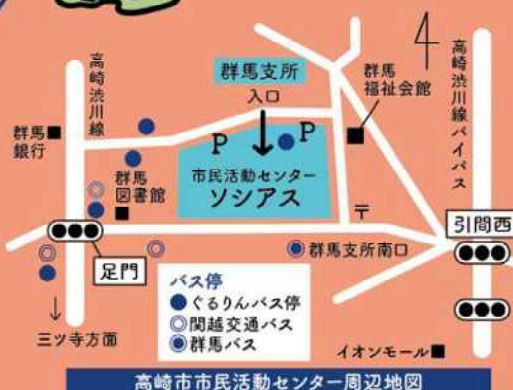 高崎渋川線
群馬支所
入口
群馬
福祉会館
高崎渋川線バイパス
群馬
銀行
P
P
市民活動センター
ソシアス
群馬
図書館
〒
引間西
足門
群馬支所南口
バス停
ぐるりんバス停
関越交通バス
群馬バス
三ツ寺方面
イオンモール
高崎市市民活動センター周辺地図